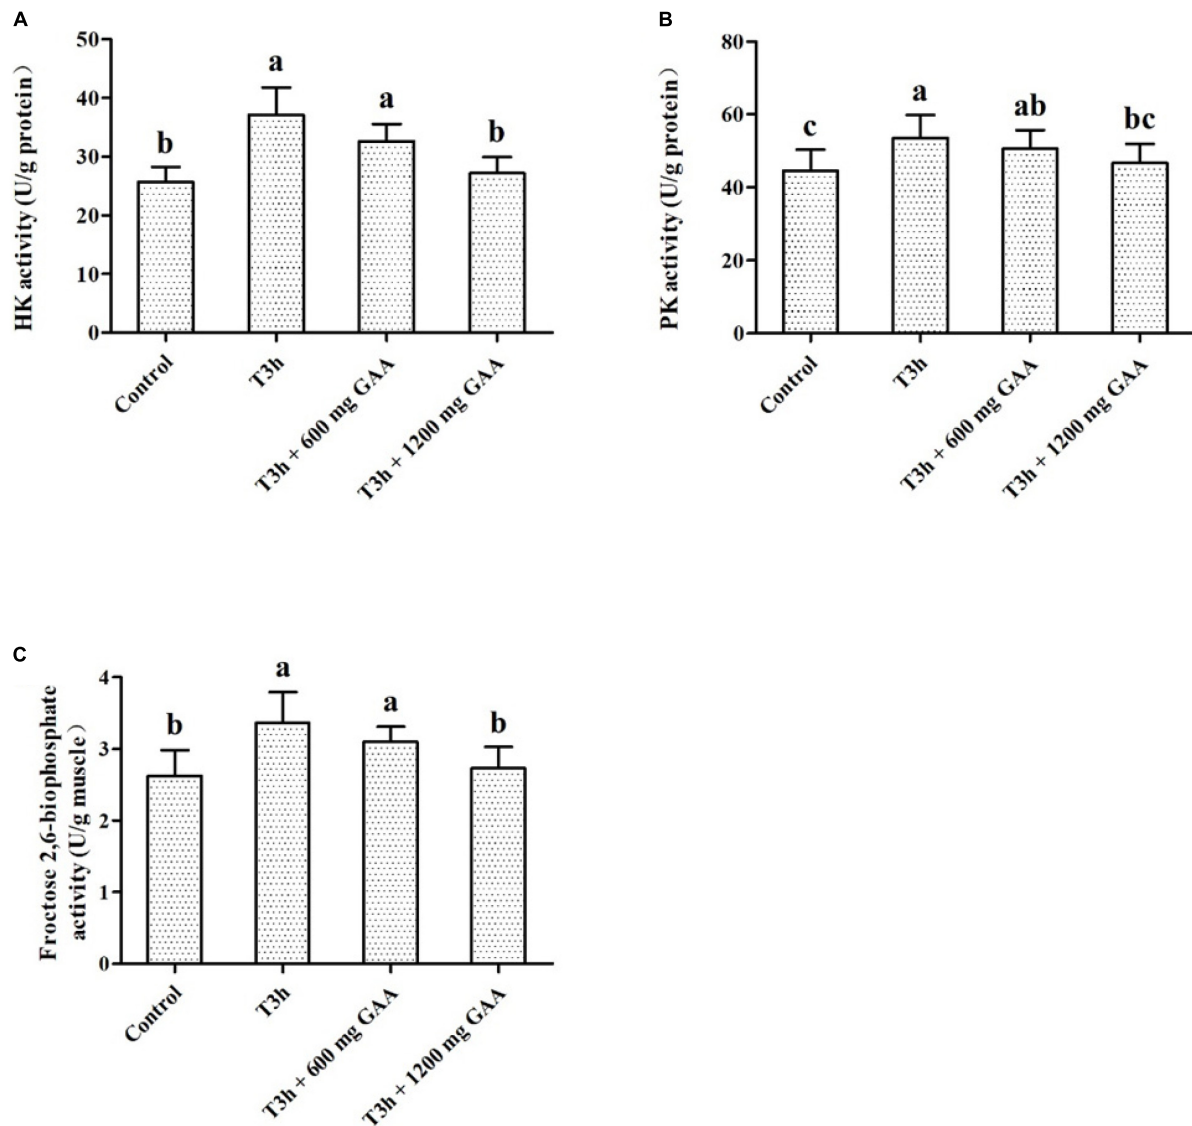 A
HK activity (U/g protein)
50
40
30
20
10
0
b
a
a
b
Control
T3h
T3h + 600 mg GAA
T3h + 1200 mg GAA
B
PK activity (U/g protein)
80
60
40
20
0
c
a
ab
bc
Control
T3h
T3h + 600 mg GAA
T3h + 1200 mg GAA
C
Froctose 2,6-biophosphate
activity (U/g muscle)
4
3
2
1
0
b
a
a
b
Control
T3h
T3h + 600 mg GAA
T3h + 1200 mg GAA